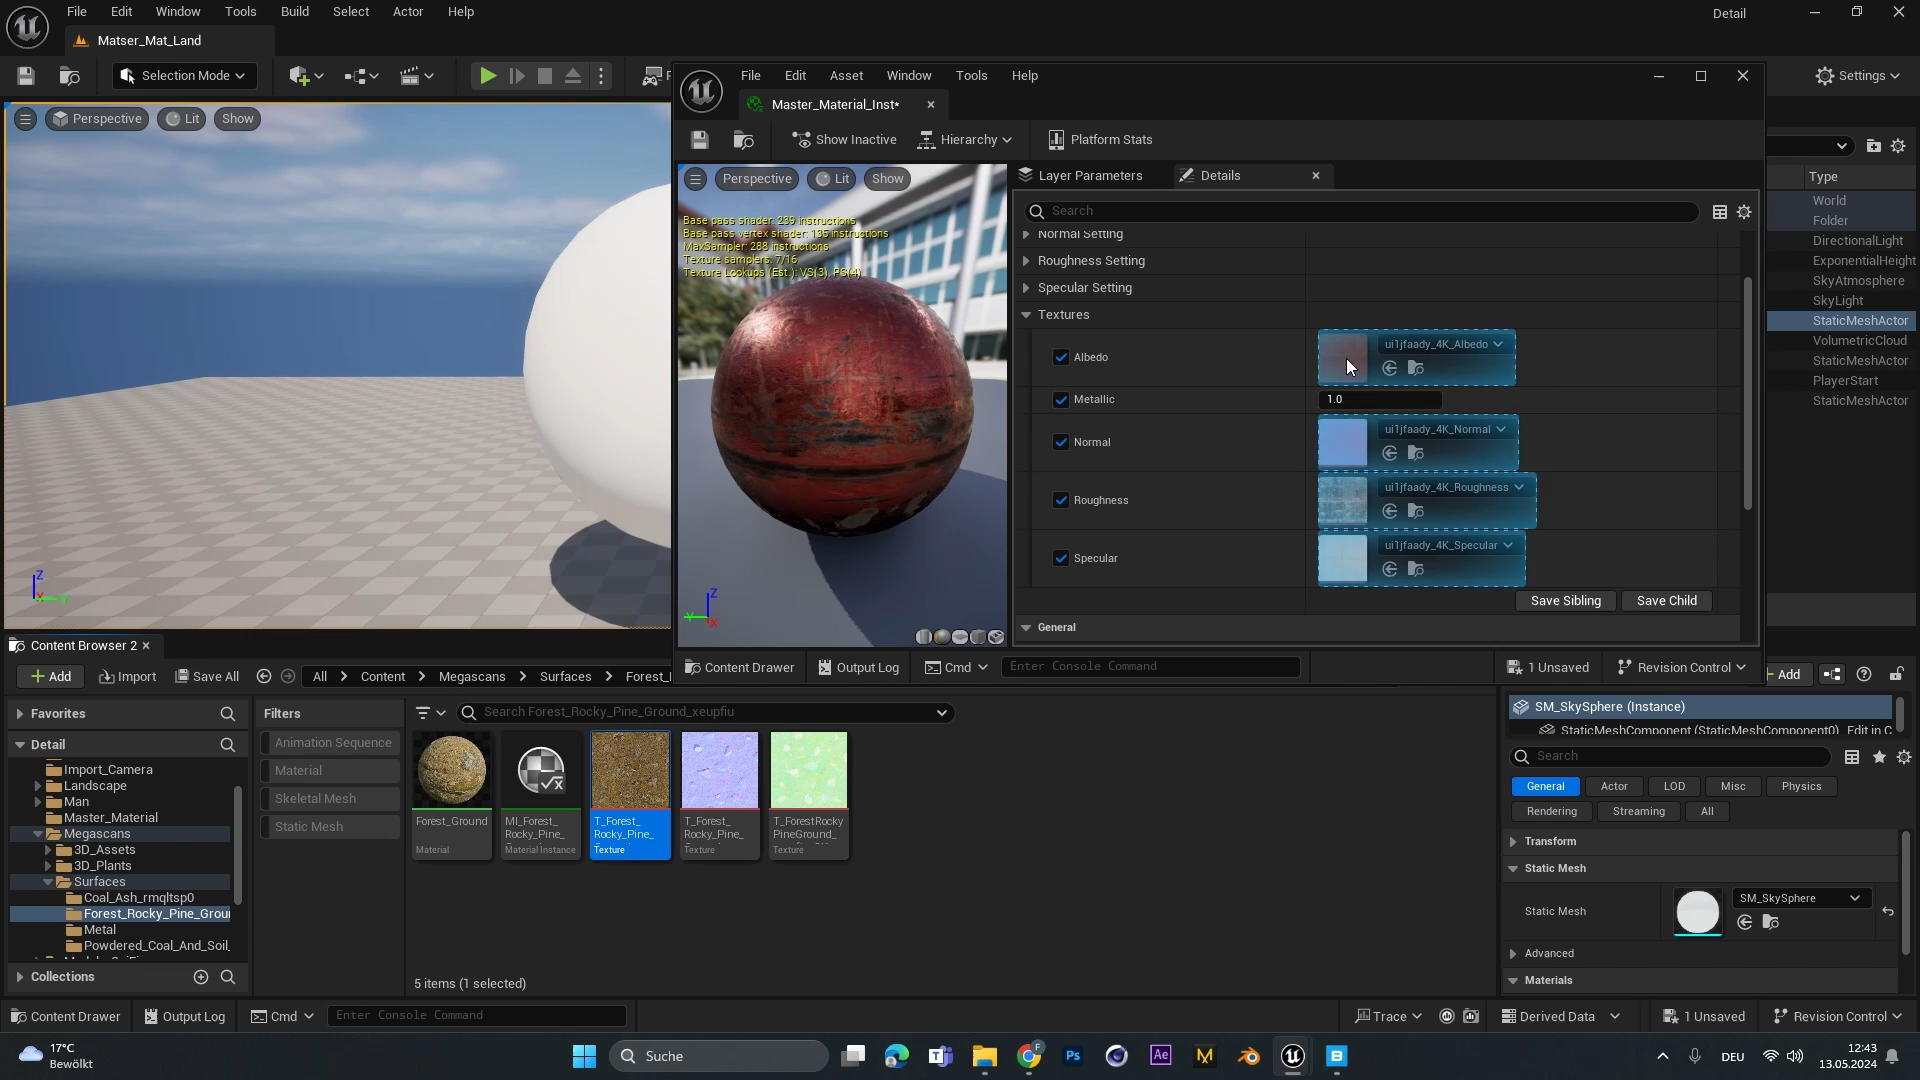 File Edit Window Tools Build Select Actor Help
Detail
Matser_Mat_Land
Selection Mode
Settings
File Edit Asset Window Tools Help
Master_Material_Inst*
Perspective Lit Show
Show Inactive Hierarchy Platform Stats
Perspective Lit Show
Layer Parameters Details
Search
Base pass shader: 239 instructions
Base pass vertex shader: 135 instructions
MaxSampler: 288 instructions
Texture samplers: 7/16
Texture Lookups (Est.): VS(3), PS(4)
Normal Setting
Roughness Setting
Specular Setting
Textures
Albedo ui1jfaady_4K_Albedo
Metallic 1.0
Normal ui1jfaady_4K_Normal
Roughness ui1jfaady_4K_Roughness
Specular ui1jfaady_4K_Specular
Save Sibling Save Child
General
Type
World
Folder
DirectionalLight
ExponentialHeight
SkyAtmosphere
SkyLight
StaticMeshActor
VolumetricCloud
StaticMeshActor
PlayerStart
StaticMeshActor
Z
X
Y
Z
Y
X
Content Drawer Output Log Cmd Enter Console Command 1 Unsaved Revision Control
Content Browser 2
Add Import Save All All Content Megascans Surfaces Forest_
Add
Favorites
Filters
Search Forest_Rocky_Pine_Ground_xeupfiu
Detail
Import_Camera
Landscape
Man
Master_Material
Megascans
3D_Assets
3D_Plants
Surfaces
Coal_Ash_rmqltsp0
Forest_Rocky_Pine_Grou
Metal
Powdered_Coal_And_Soil_
Collections
Animation Sequence
Material
Skeletal Mesh
Static Mesh
Forest_Ground
Material
MI_Forest_
Rocky_Pine_
Material Instance
T_Forest_
Rocky_Pine_
Texture
T_Forest_
Rocky_Pine_
Texture
T_ForestRocky
PineGround_
Texture
5 items (1 selected)
SM_SkySphere (Instance)
StaticMeshComponent (StaticMeshComponent0) Edit in C
Search
General Actor LOD Misc Physics
Rendering Streaming All
Transform
Static Mesh
Static Mesh SM_SkySphere
Advanced
Materials
Content Drawer Output Log Cmd Enter Console Command Trace Derived Data 1 Unsaved Revision Control
17°C
Bewölkt
Suche
F
Ps
Ae
M
B
DEU
12:43
13.05.2024